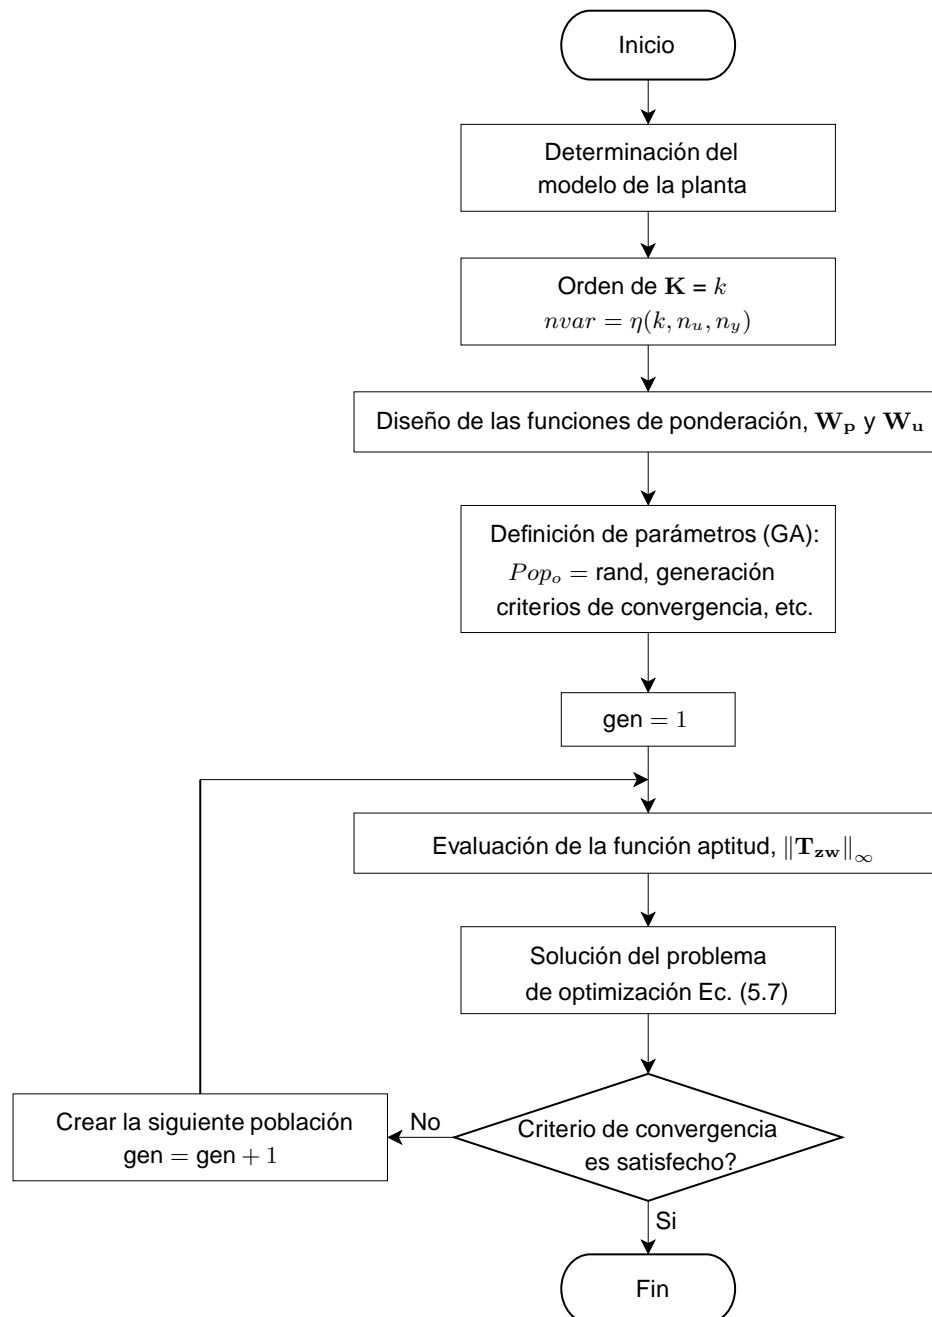 Inicio
Determinación del
modelo de la planta
Orden de K = k
nvar = η(k, n_u, n_y)
Diseño de las funciones de ponderación, W_p y W_u
Definición de parámetros (GA):
Pop_o = rand, generación
criterios de convergencia, etc.
gen = 1
Evaluación de la función aptitud, ‖T_zw‖_∞
Solución del problema
de optimización Ec. (5.7)
Crear la siguiente población
gen = gen + 1
No
Criterio de convergencia
es satisfecho?
Si
Fin